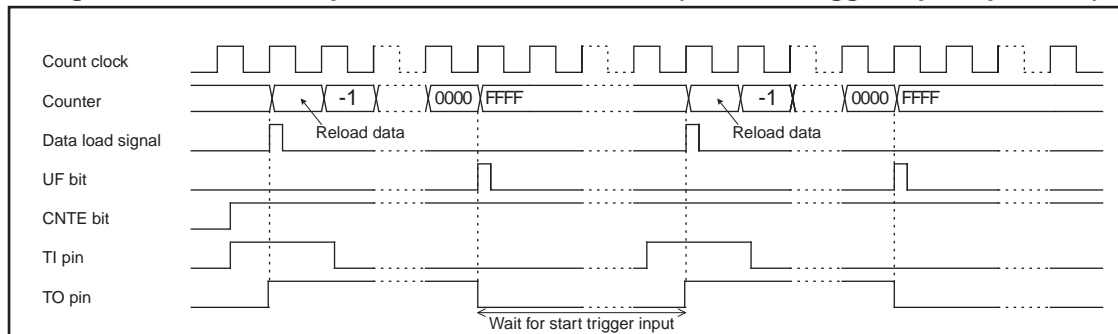 Count clock
Counter
-1
0000
FFFF
-1
0000
FFFF
Reload data
Reload data
Data load signal
UF bit
CNTE bit
TI pin
TO pin
Wait for start trigger input